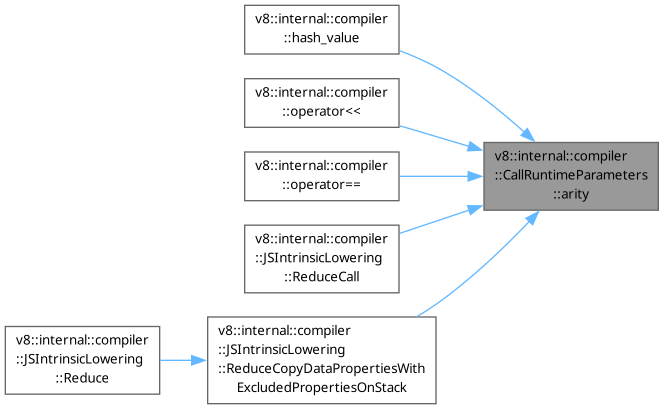 v8::internal::compiler
::hash_value
v8::internal::compiler
::operator<<
v8::internal::compiler
::operator==
v8::internal::compiler
::JSIntrinsicLowering
::ReduceCall
v8::internal::compiler
::CallRuntimeParameters
::arity
v8::internal::compiler
::JSIntrinsicLowering
::ReduceCopyDataPropertiesWith
ExcludedPropertiesOnStack
v8::internal::compiler
::JSIntrinsicLowering
::Reduce